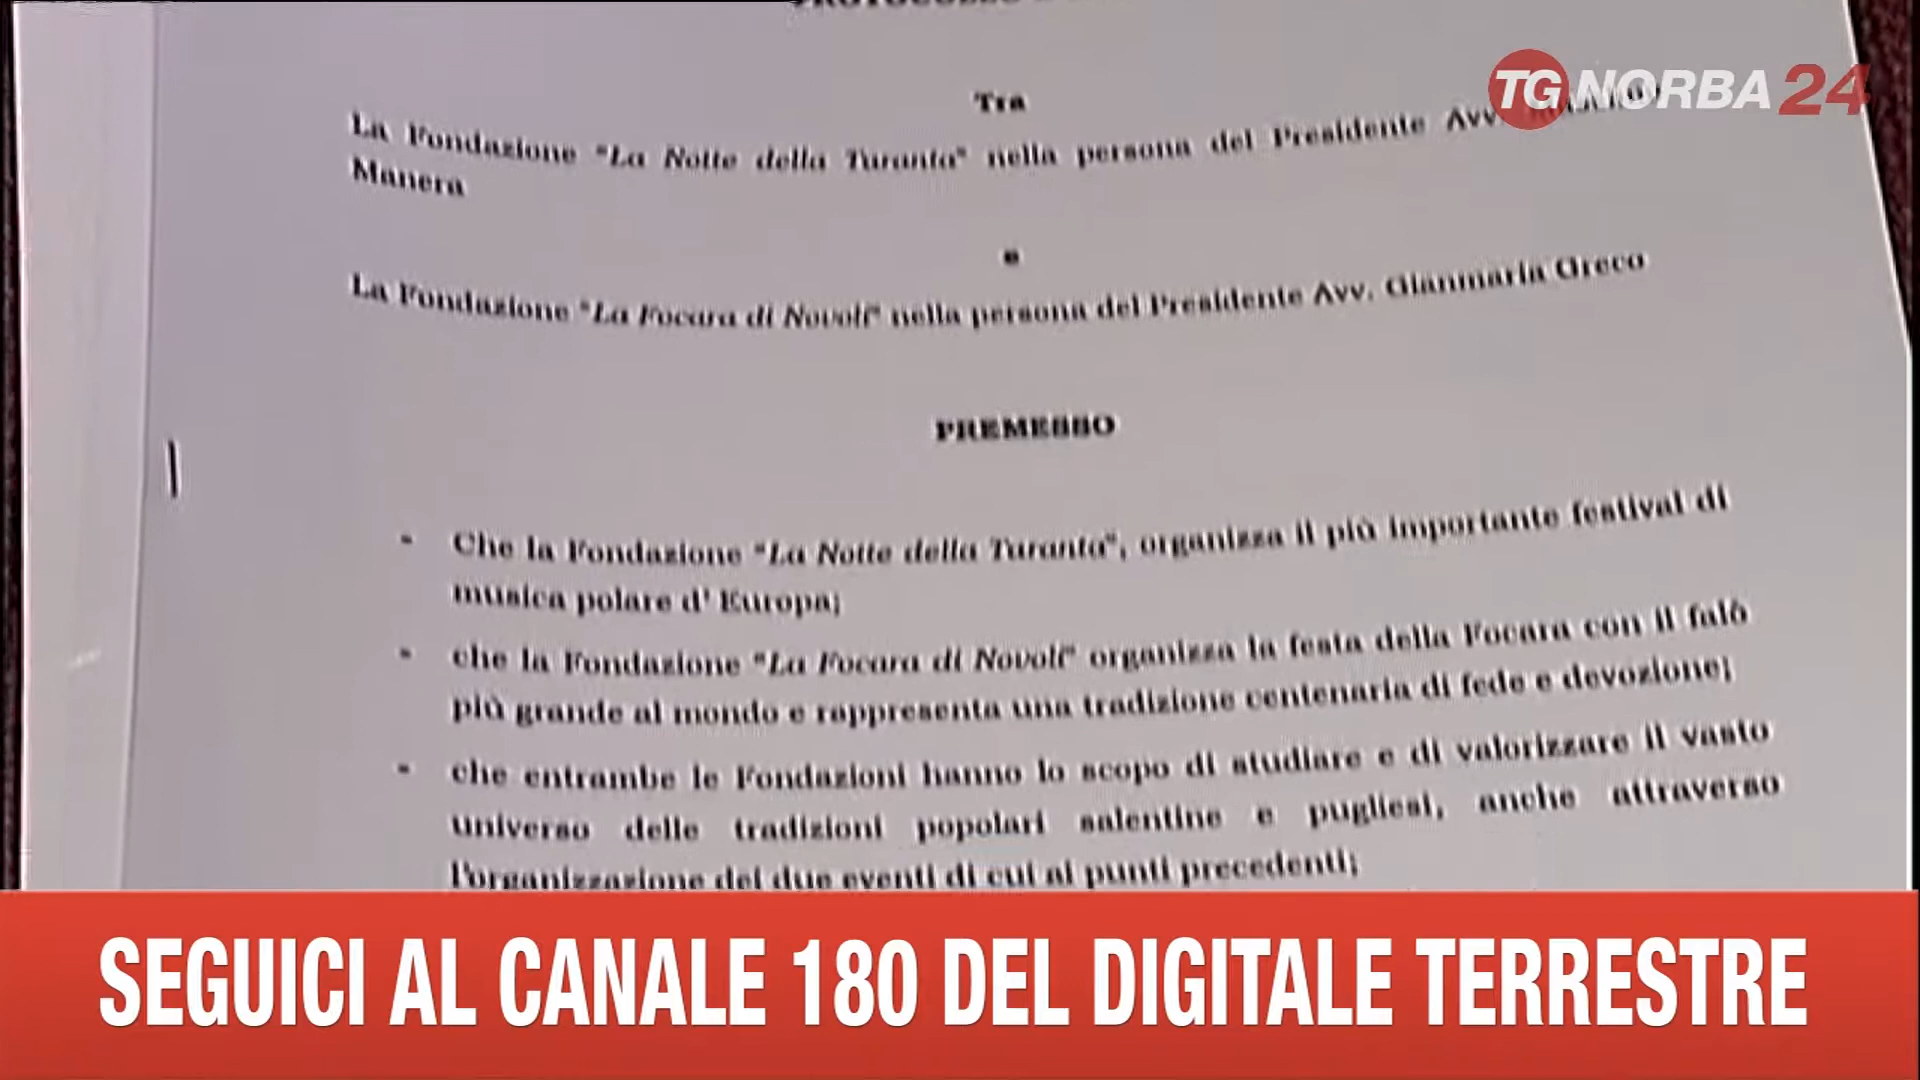 TG NORBA 24
Tra
La Fondazione "La Notte della Taranta" nella persona del Presidente Avv.
Manera
e
La Fondazione "La Focara di Novoli" nella persona del Presidente Avv. Gianmaria Greco
PREMESSO
- Che la Fondazione "La Notte della Taranta", organizza il più importante festival di
musica polare d' Europa;
- che la Fondazione "La Focara di Novoli" organizza la festa della Focara con il falò
più grande al mondo e rappresenta una tradizione centenaria di fede e devozione;
- che entrambe le Fondazioni hanno lo scopo di studiare e di valorizzare il vasto
universo delle tradizioni popolari salentine e pugliesi, anche attraverso
l'organizzazione dei due eventi di cui ai punti precedenti;
SEGUICI AL CANALE 180 DEL DIGITALE TERRESTRE